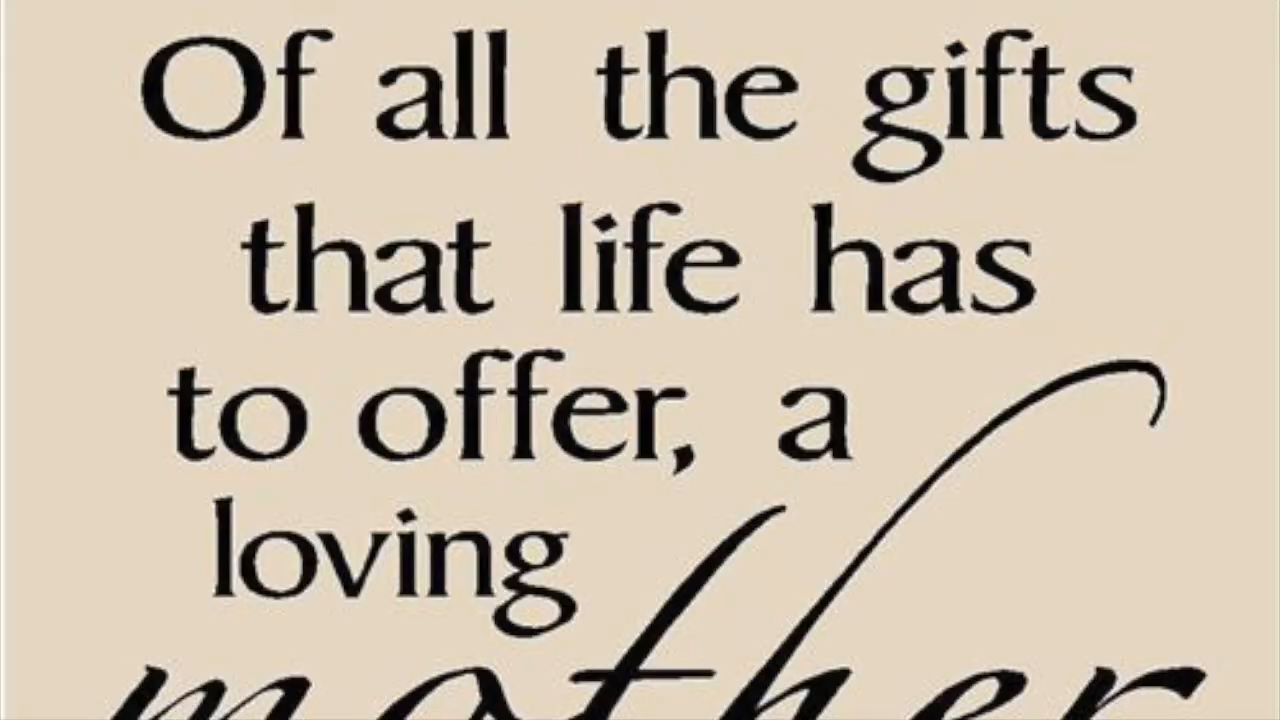 Of all the gifts
that life has
to offer, a
loving
mother